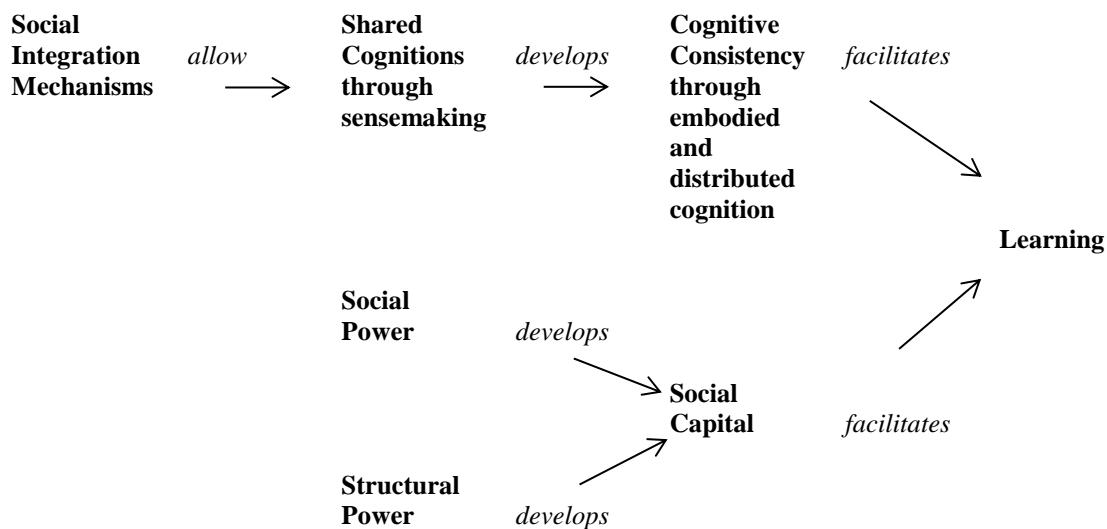 Social
Integration
Mechanisms
allow
Shared
Cognitions
through
sensemaking
develops
Cognitive
Consistency
through
embodied
and
distributed
cognition
facilitates
Learning
Social
Power
develops
Social
Capital
facilitates
Structural
Power
develops